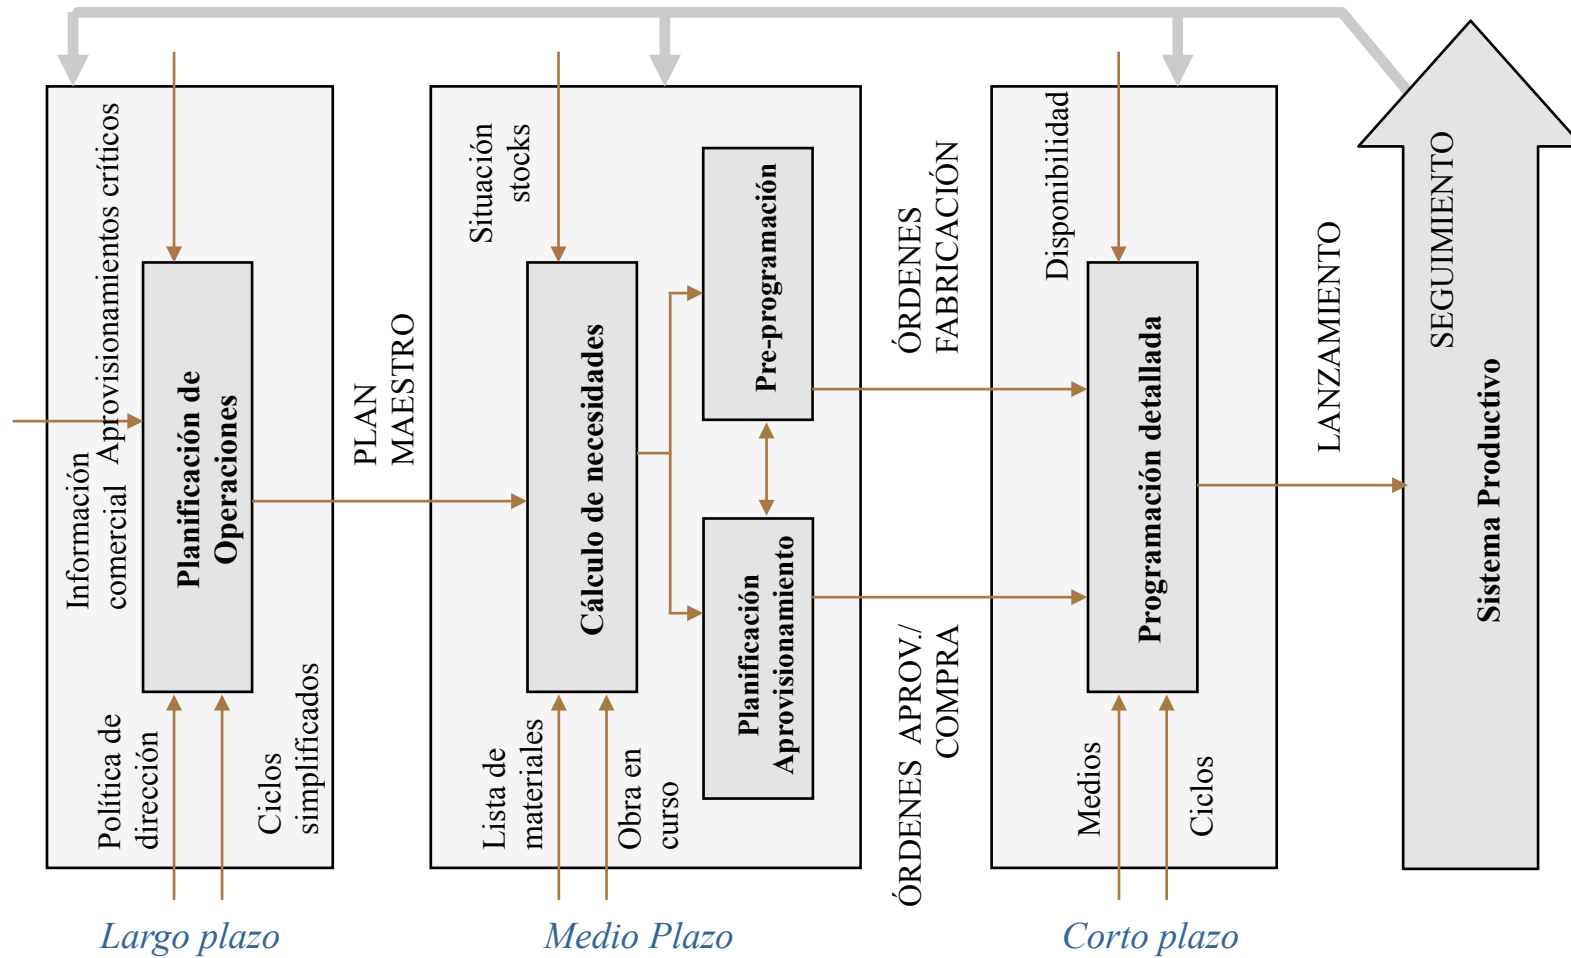 Aprovisionamientos críticos
Información
comercial
Planificación de
Operaciones
Política de
dirección
Ciclos
simplificados
PLAN
MAESTRO
Situación
stocks
Cálculo de necesidades
Lista de
materiales
Obra en
curso
Pre-programación
Planificación
Aprovisionamiento
ÓRDENES
FABRICACIÓN
ÓRDENES APROV./
COMPRA
Disponibilidad
Programación detallada
Medios
Ciclos
LANZAMIENTO
SEGUIMIENTO
Sistema Productivo
Largo plazo
Medio Plazo
Corto plazo